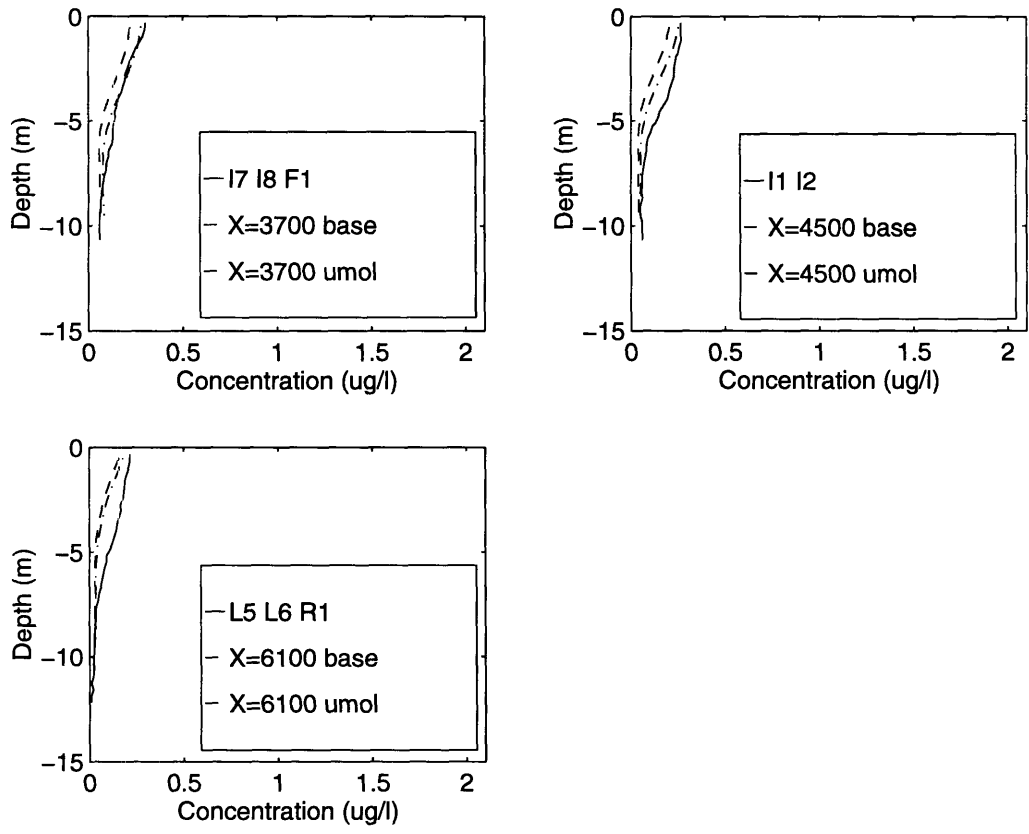 0
−5
−10
−15
Depth (m)
I7 I8 F1
X=3700 base
X=3700 umol
0 0.5 1 1.5 2
Concentration (ug/l)
0
−5
−10
−15
Depth (m)
I1 I2
X=4500 base
X=4500 umol
0 0.5 1 1.5 2
Concentration (ug/l)
0
−5
−10
−15
Depth (m)
L5 L6 R1
X=6100 base
X=6100 umol
0 0.5 1 1.5 2
Concentration (ug/l)